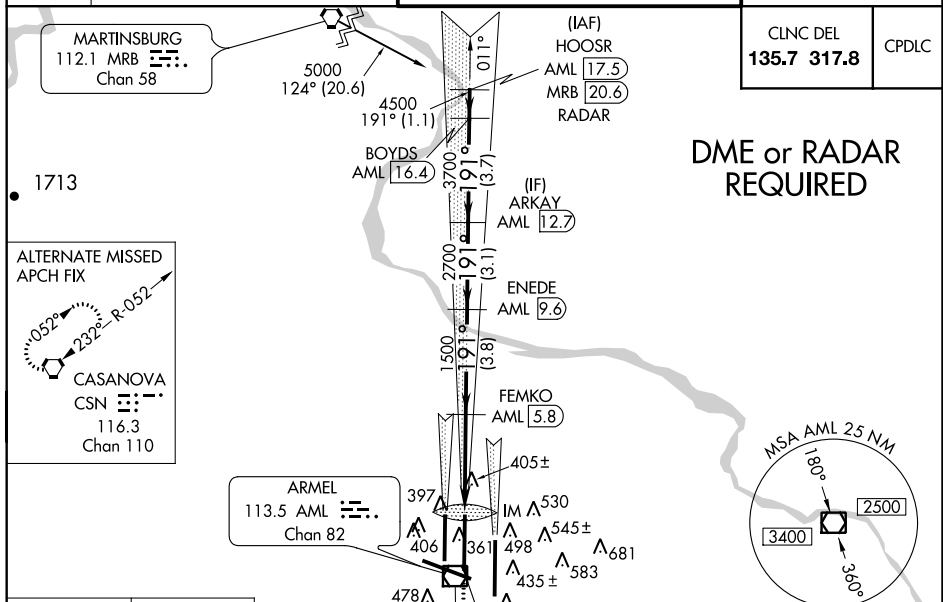 MARTINSBURG
112.1 MRB
Chan 58
5000
124° (20.6)
4500
191° (1.1)
011°
(IAF)
HOOSR
AML 17.5
MRB 20.6
RADAR
CLNC DEL
135.7 317.8
CPDLC
BOYDS
AML 16.4
3700
191°
(3.7)
DME or RADAR
REQUIRED
1713
(IF)
ARKAY
AML 12.7
2700
191°
(3.1)
ALTERNATE MISSED
APCH FIX
052°
232°
R-052
CASANOVA
CSN
116.3
Chan 110
ENEDE
AML 9.6
1500
191°
(3.8)
FEMKO
AML 5.8
405±
MSA AML 25 NM
180°
2500
3400
360°
ARMEL
113.5 AML
Chan 82
397
IM
530
406
361
498
545±
681
435±
583
478